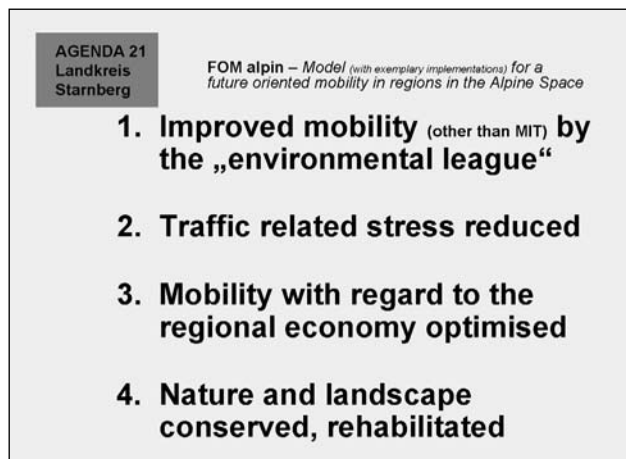 AGENDA 21
Landkreis
Starnberg
FOM alpin – Model (with exemplary implementations) for a
future oriented mobility in regions in the Alpine Space
1. Improved mobility (other than MIT) by
the „environmental league“
2. Traffic related stress reduced
3. Mobility with regard to the
regional economy optimised
4. Nature and landscape
conserved, rehabilitated